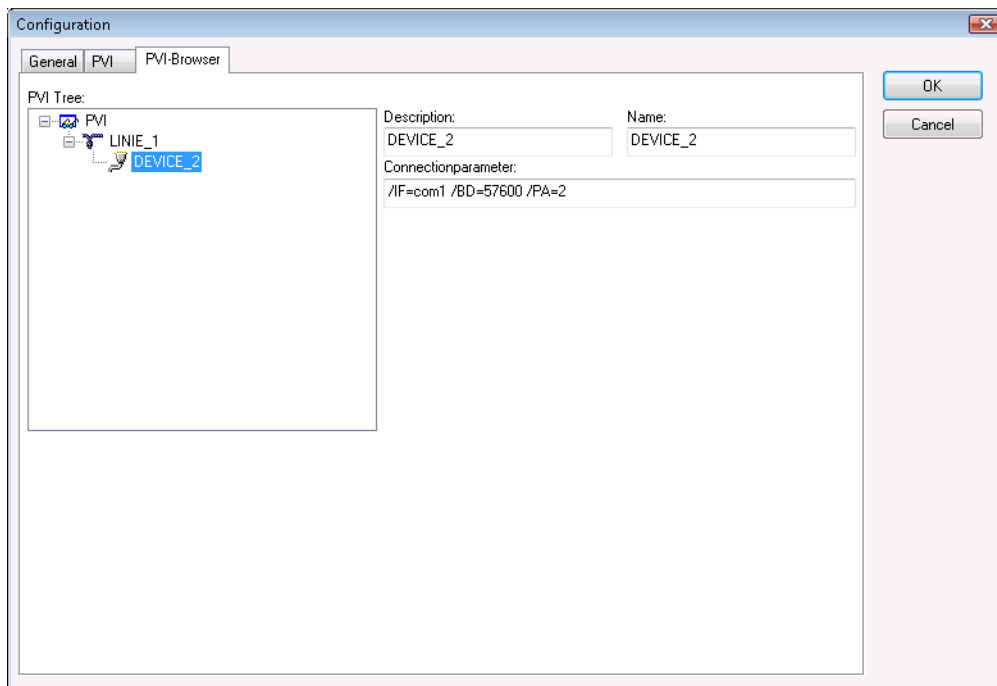 Configuration
General PVI PVI-Browser
OK
Cancel
PVI Tree:
PVI
LINIE_1
DEVICE_2
Description: Name:
DEVICE_2 DEVICE_2
Connectionparameter:
/IF=com1 /BD=57600 /PA=2